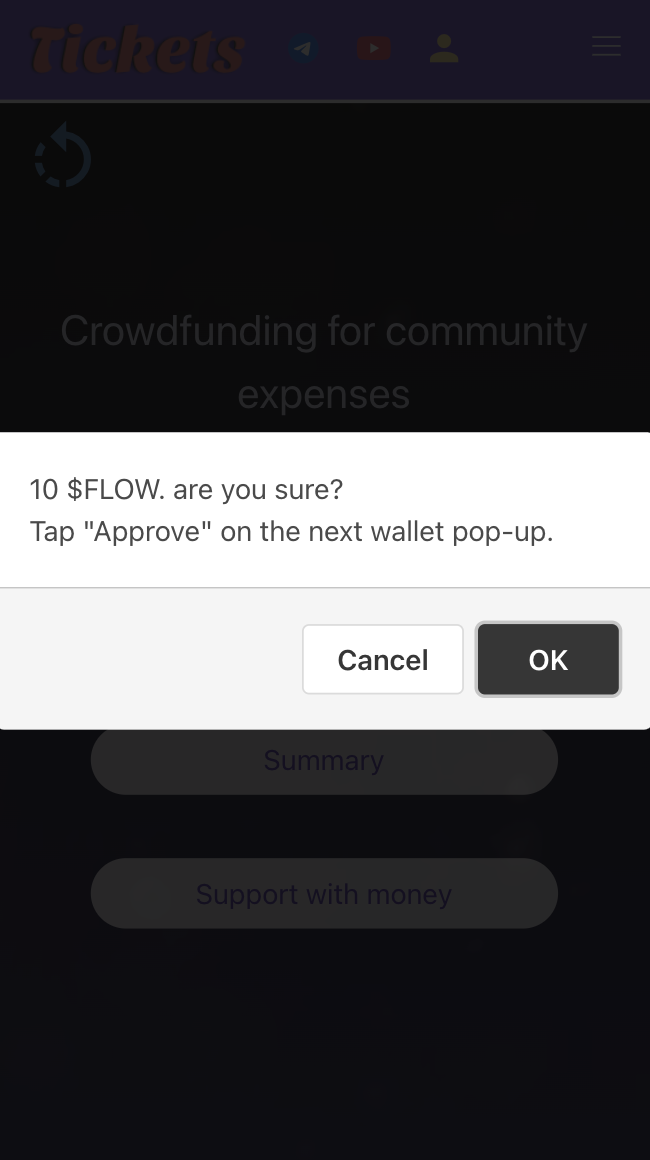 Tickets
Crowdfunding for community
expenses
10 $FLOW. are you sure?
Tap "Approve" on the next wallet pop-up.
Cancel
OK
Summary
Support with money